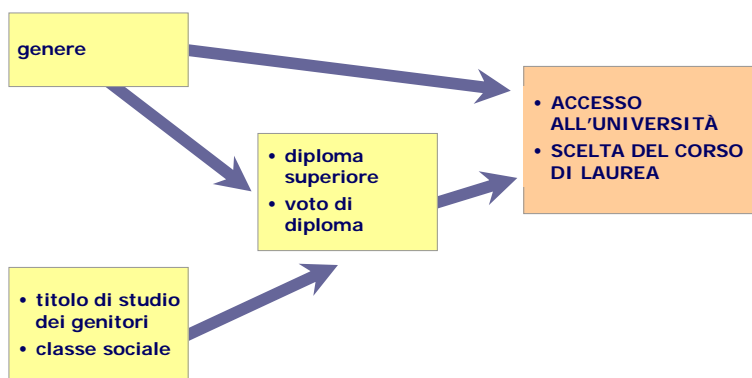 genere
• ACCESSO
ALL'UNIVERSITÀ
• SCELTA DEL CORSO
DI LAUREA
• diploma
superiore
• voto di
diploma
• titolo di studio
dei genitori
• classe sociale